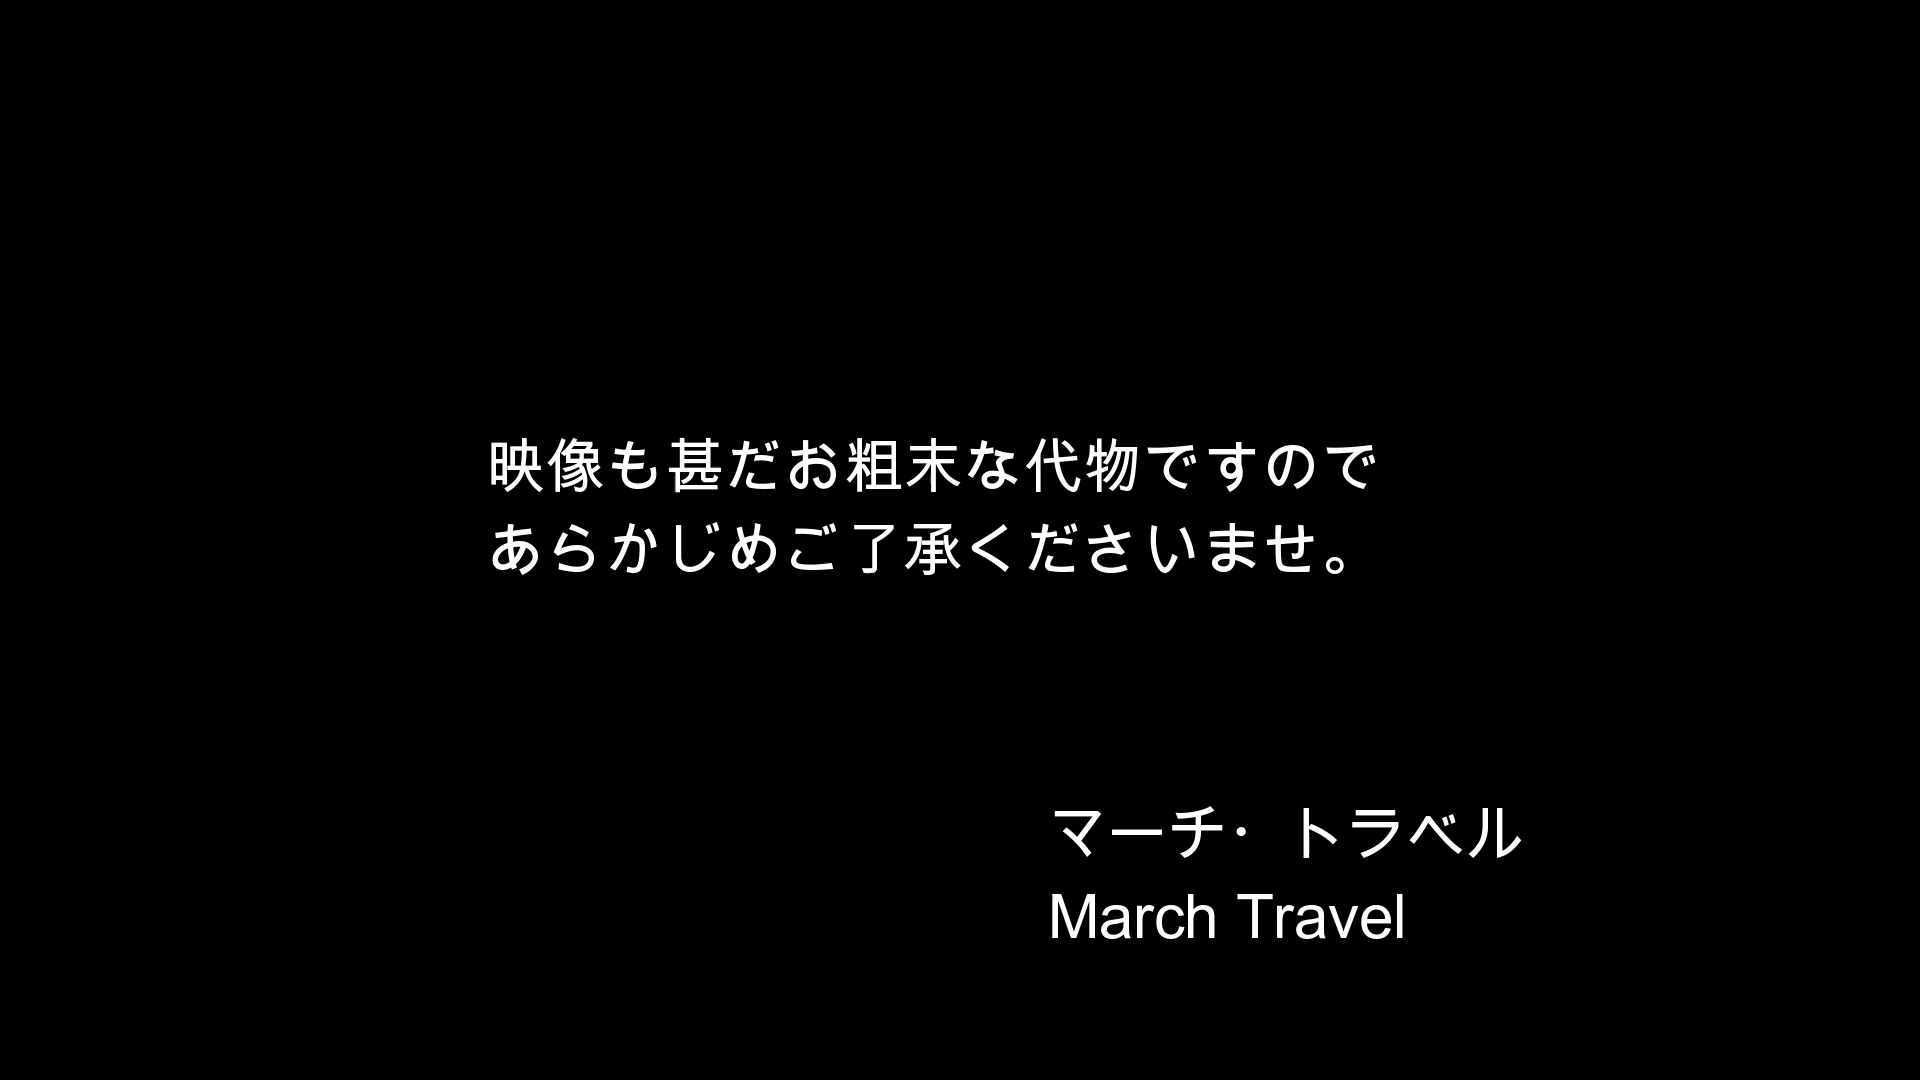 映像も甚だお粗末な代物ですので
あらかじめご了承くださいませ。
マーチ・トラベル
March Travel